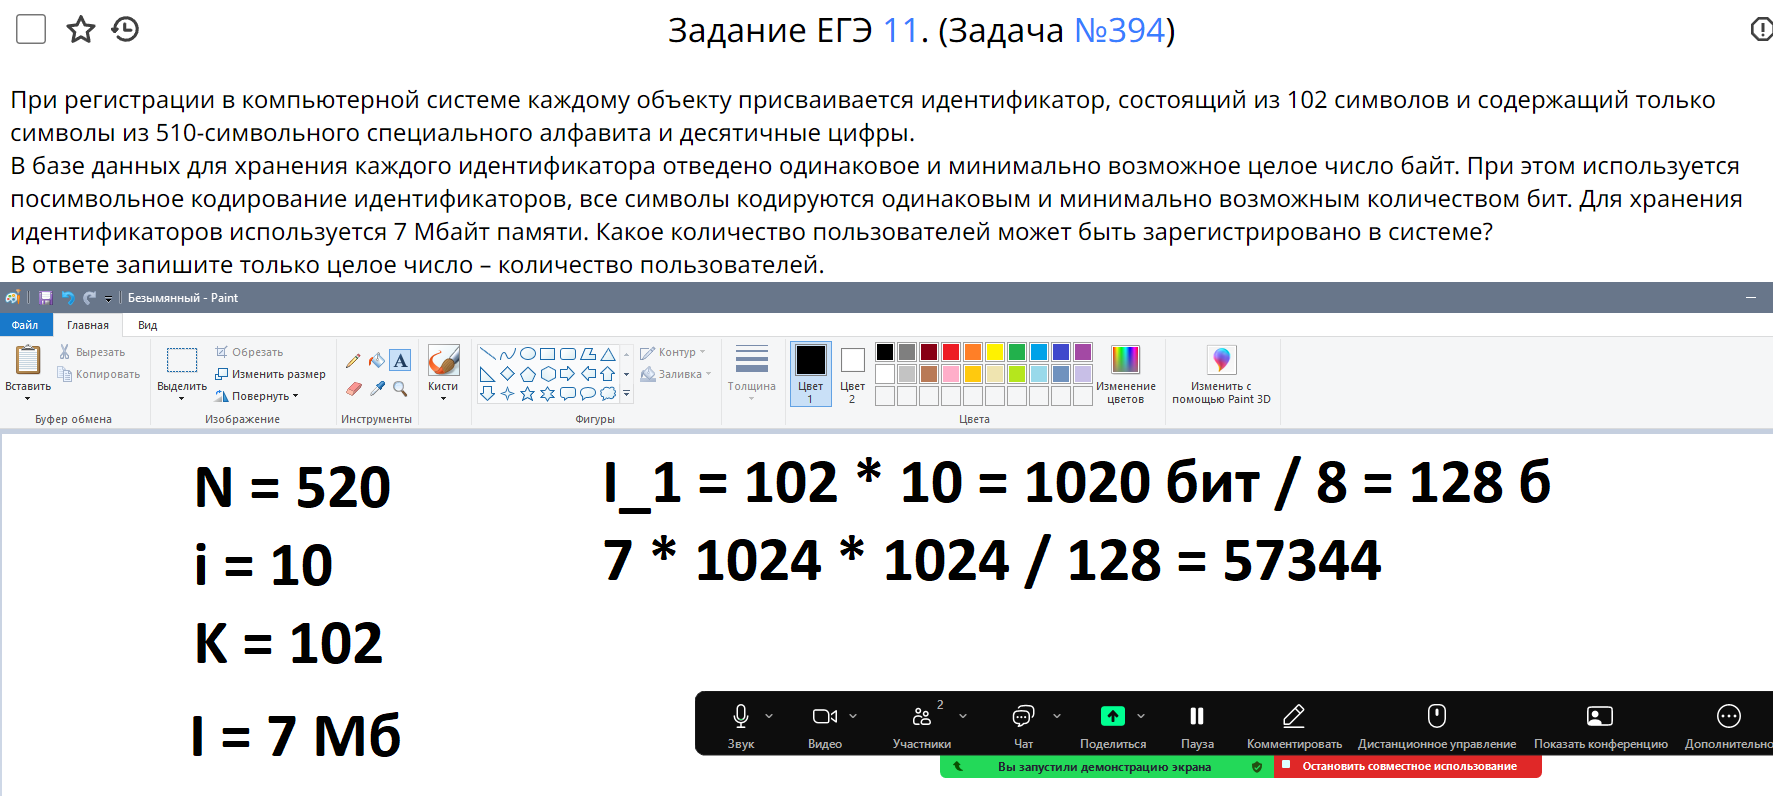 Задание ЕГЭ 11. (Задача №394)
При регистрации в компьютерной системе каждому объекту присваивается идентификатор, состоящий из 102 символов и содержащий только
символы из 510-символьного специального алфавита и десятичные цифры.
В базе данных для хранения каждого идентификатора отведено одинаковое и минимально возможное целое число байт. При этом используется
посимвольное кодирование идентификаторов, все символы кодируются одинаковым и минимально возможным количеством бит. Для хранения
идентификаторов используется 7 Мбайт памяти. Какое количество пользователей может быть зарегистрировано в системе?
В ответе запишите только целое число – количество пользователей.
Безымянный - Paint
Файл Главная Вид
Вставить
Вырезать
Копировать
Буфер обмена
Выделить
Обрезать
Изменить размер
Повернуть
Изображение
A
Инструменты
Кисти
Контур
Заливка
Фигуры
Толщина
Цвет
1
Цвет
2
Изменение
цветов
Цвета
Изменить с
помощью Paint 3D
N = 520
i = 10
K = 102
I = 7 Мб
I_1 = 102 * 10 = 1020 бит / 8 = 128 б
7 * 1024 * 1024 / 128 = 57344
2
Звук Видео Участники Чат Поделиться Пауза Комментировать Дистанционное управление Показать конференцию Дополнительно
Вы запустили демонстрацию экрана Остановить совместное использование